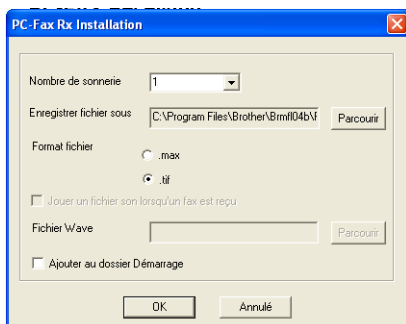 PC-Fax Rx Installation
Nombre de sonnerie 1
Enregistrer fichier sous C:\Program Files\Brother\Brmfl04b\F Parcourir
Format fichier
.max
.tif
Jouer un fichier son lorsqu'un fax est reçu
Fichier Wave Parcourir
Ajouter au dossier Démarrage
OK Annulé